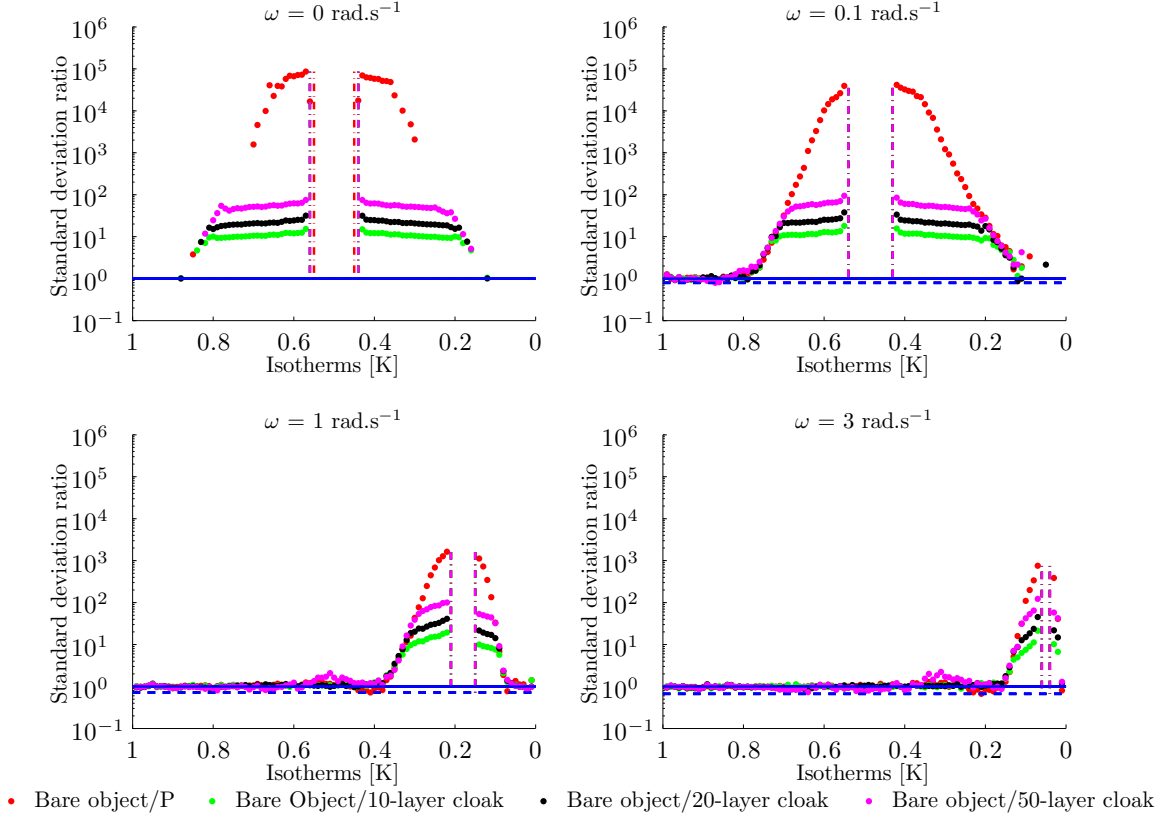 ω = 0 rad.s⁻¹
Standard deviation ratio
10⁶
10⁵
10⁴
10³
10²
10¹
10⁰
10⁻¹
1 0.8 0.6 0.4 0.2 0
Isotherms [K]
ω = 0.1 rad.s⁻¹
Standard deviation ratio
10⁶
10⁵
10⁴
10³
10²
10¹
10⁰
10⁻¹
1 0.8 0.6 0.4 0.2 0
Isotherms [K]
ω = 1 rad.s⁻¹
Standard deviation ratio
10⁶
10⁵
10⁴
10³
10²
10¹
10⁰
10⁻¹
1 0.8 0.6 0.4 0.2 0
Isotherms [K]
ω = 3 rad.s⁻¹
Standard deviation ratio
10⁶
10⁵
10⁴
10³
10²
10¹
10⁰
10⁻¹
1 0.8 0.6 0.4 0.2 0
Isotherms [K]
Bare object/P Bare Object/10-layer cloak Bare object/20-layer cloak Bare object/50-layer cloak